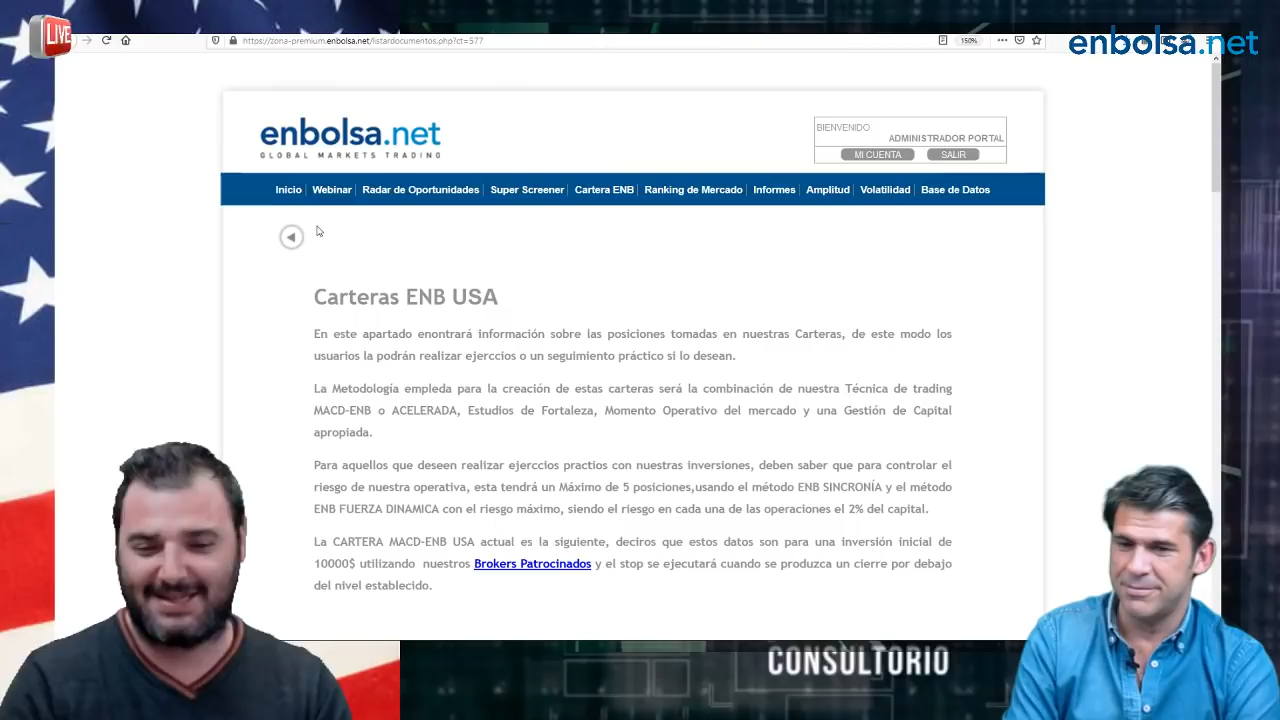 LIVE
https://zona-premium.enbolsa.net/listardocumentos.php?ct=577
150%
enbolsa.net
enbolsa.net
GLOBAL MARKETS TRADING
BIENVENIDO
ADMINISTRADOR PORTAL
MI CUENTA
SALIR
Inicio Webinar Radar de Oportunidades Super Screener Cartera ENB Ranking de Mercado Informes Amplitud Volatilidad Base de Datos
Carteras ENB USA
En este apartado enontrará información sobre las posiciones tomadas en nuestras Carteras, de este modo los
usuarios la podrán realizar ejerccios o un seguimiento práctico si lo desean.
La Metodología empleda para la creación de estas carteras será la combinación de nuestra Técnica de trading
MACD-ENB o ACELERADA, Estudios de Fortaleza, Momento Operativo del mercado y una Gestión de Capital
apropiada.
Para aquellos que deseen realizar ejerccios practios con nuestras inversiones, deben saber que para controlar el
riesgo de nuestra operativa, esta tendrá un Máximo de 5 posiciones,usando el método ENB SINCRONÍA y el método
ENB FUERZA DINAMICA con el riesgo máximo, siendo el riesgo en cada una de las operaciones el 2% del capital.
La CARTERA MACD-ENB USA actual es la siguiente, deciros que estos datos son para una inversión inicial de
10000$ utilizando nuestros Brokers Patrocinados y el stop se ejecutará cuando se produzca un cierre por debajo
del nivel establecido.
CONSULTORIO